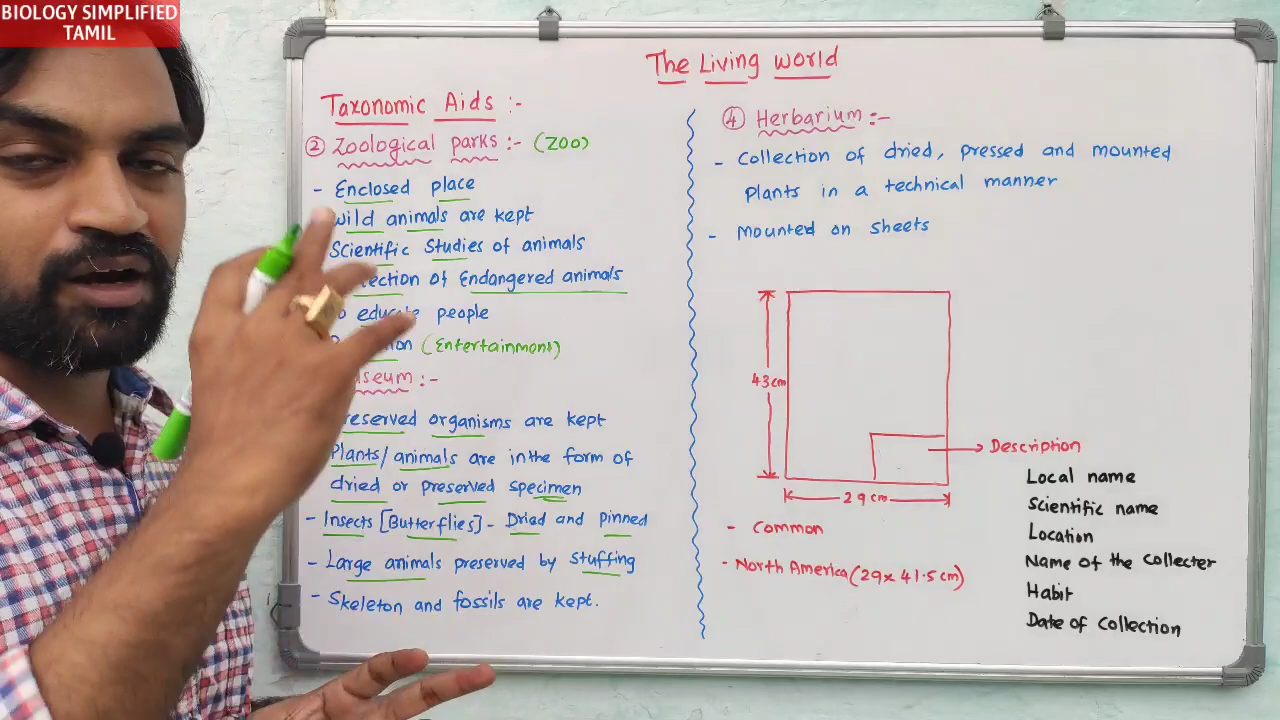 BIOLOGY SIMPLIFIED
TAMIL
The Living world
Taxonomic Aids :-
② Zoological parks :- (ZOO)
- Enclosed place
wild animals are kept
Scientific Studies of animals
of Endangered animals
educate people
(Entertainment)
:-
Preserved organisms are kept
Plants/animals are in the form of
dried or preserved specimen
- Insects [Butterflies] - Dried and pinned
- Large animals preserved by stuffing
- Skeleton and fossils are kept.
④ Herbarium :-
- Collection of dried, pressed and mounted
plants in a technical manner
- Mounted on sheets
43cm
29cm
Description
Local name
Scientific name
Location
Name of the collecter
Habit
Date of collection
- Common
- North America (29x 41.5cm)